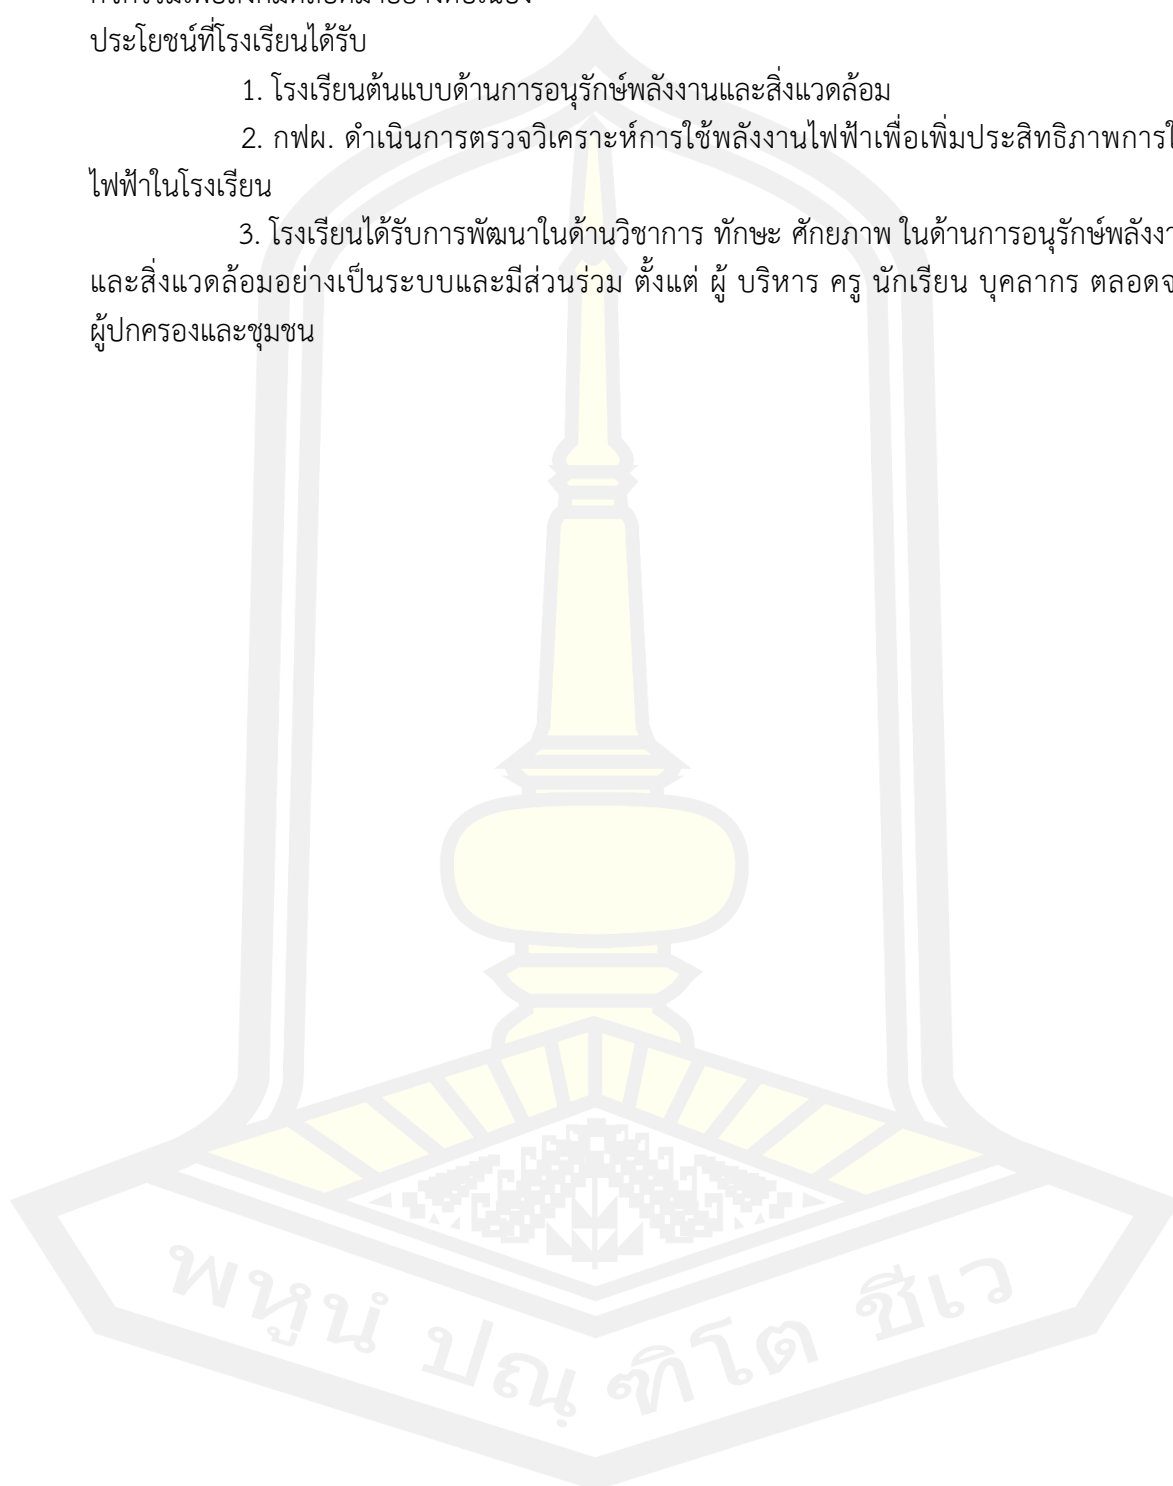 ประโยชน์ที่โรงเรียนได้รับ
1. โรงเรียนต้นแบบด้านการอนุรักษ์พลังงานและสิ่งแวดล้อม
2. กฟผ. ดำเนินการตรวจวิเคราะห์การใช้พลังงานไฟฟ้าเพื่อเพิ่มประสิทธิภาพการใ
ไฟฟ้าในโรงเรียน
3. โรงเรียนได้รับการพัฒนาในด้านวิชาการ ทักษะ ศักยภาพ ในด้านการอนุรักษ์พลังงา
และสิ่งแวดล้อมอย่างเป็นระบบและมีส่วนร่วม ตั้งแต่ ผู้ บริหาร ครู นักเรียน บุคลากร ตลอดจ
ผู้ปกครองและชุมชน
พหูนํ ปณฺฑิโต ชีเว